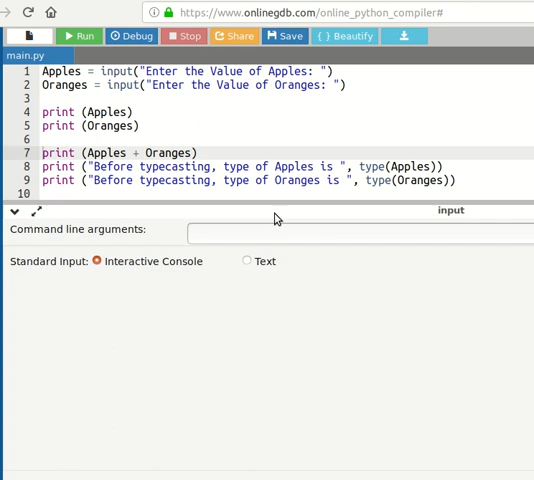 https://www.onlinegdb.com/online_python_compiler#
Run Debug Stop Share Save { } Beautify
main.py
1 Apples = input("Enter the Value of Apples: ")
2 Oranges = input("Enter the Value of Oranges: ")
3
4 print (Apples)
5 print (Oranges)
6
7 print (Apples + Oranges)
8 print ("Before typecasting, type of Apples is ", type(Apples))
9 print ("Before typecasting, type of Oranges is ", type(Oranges))
10
input
Command line arguments:
Standard Input: Interactive Console Text